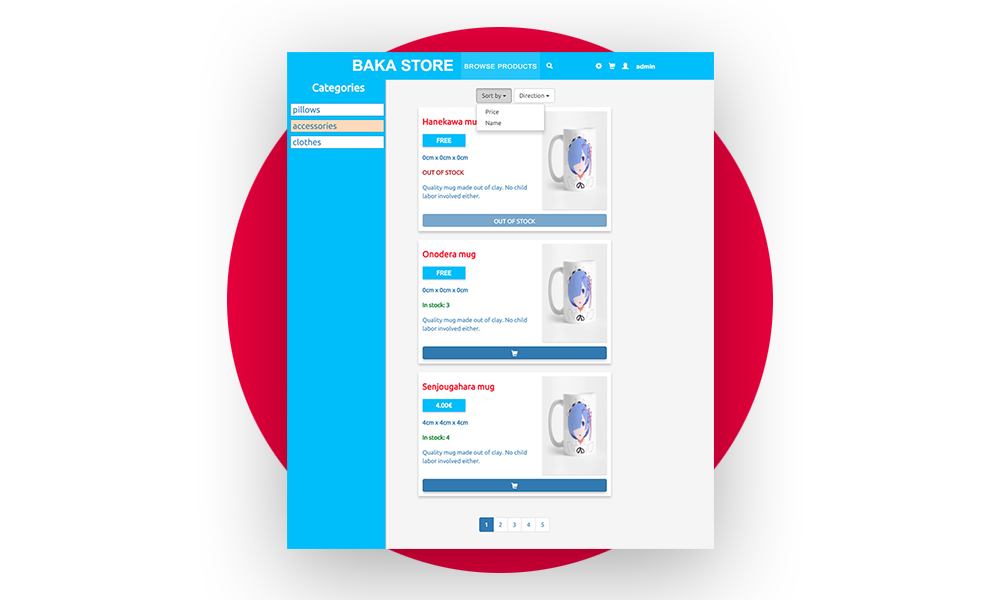 BAKA STORE BROWSE PRODUCTS admin
Categories
pillows
accessories
clothes
Sort by Direction
Price
Name
Hanekawa mu
FREE
0cm x 0cm x 0cm
OUT OF STOCK
Quality mug made out of clay. No child
labor involved either.
OUT OF STOCK
Onodera mug
FREE
0cm x 0cm x 0cm
In stock: 3
Quality mug made out of clay. No child
labor involved either.
Senjougahara mug
4.00€
4cm x 4cm x 4cm
In stock: 4
Quality mug made out of clay. No child
labor involved either.
1 2 3 4 5